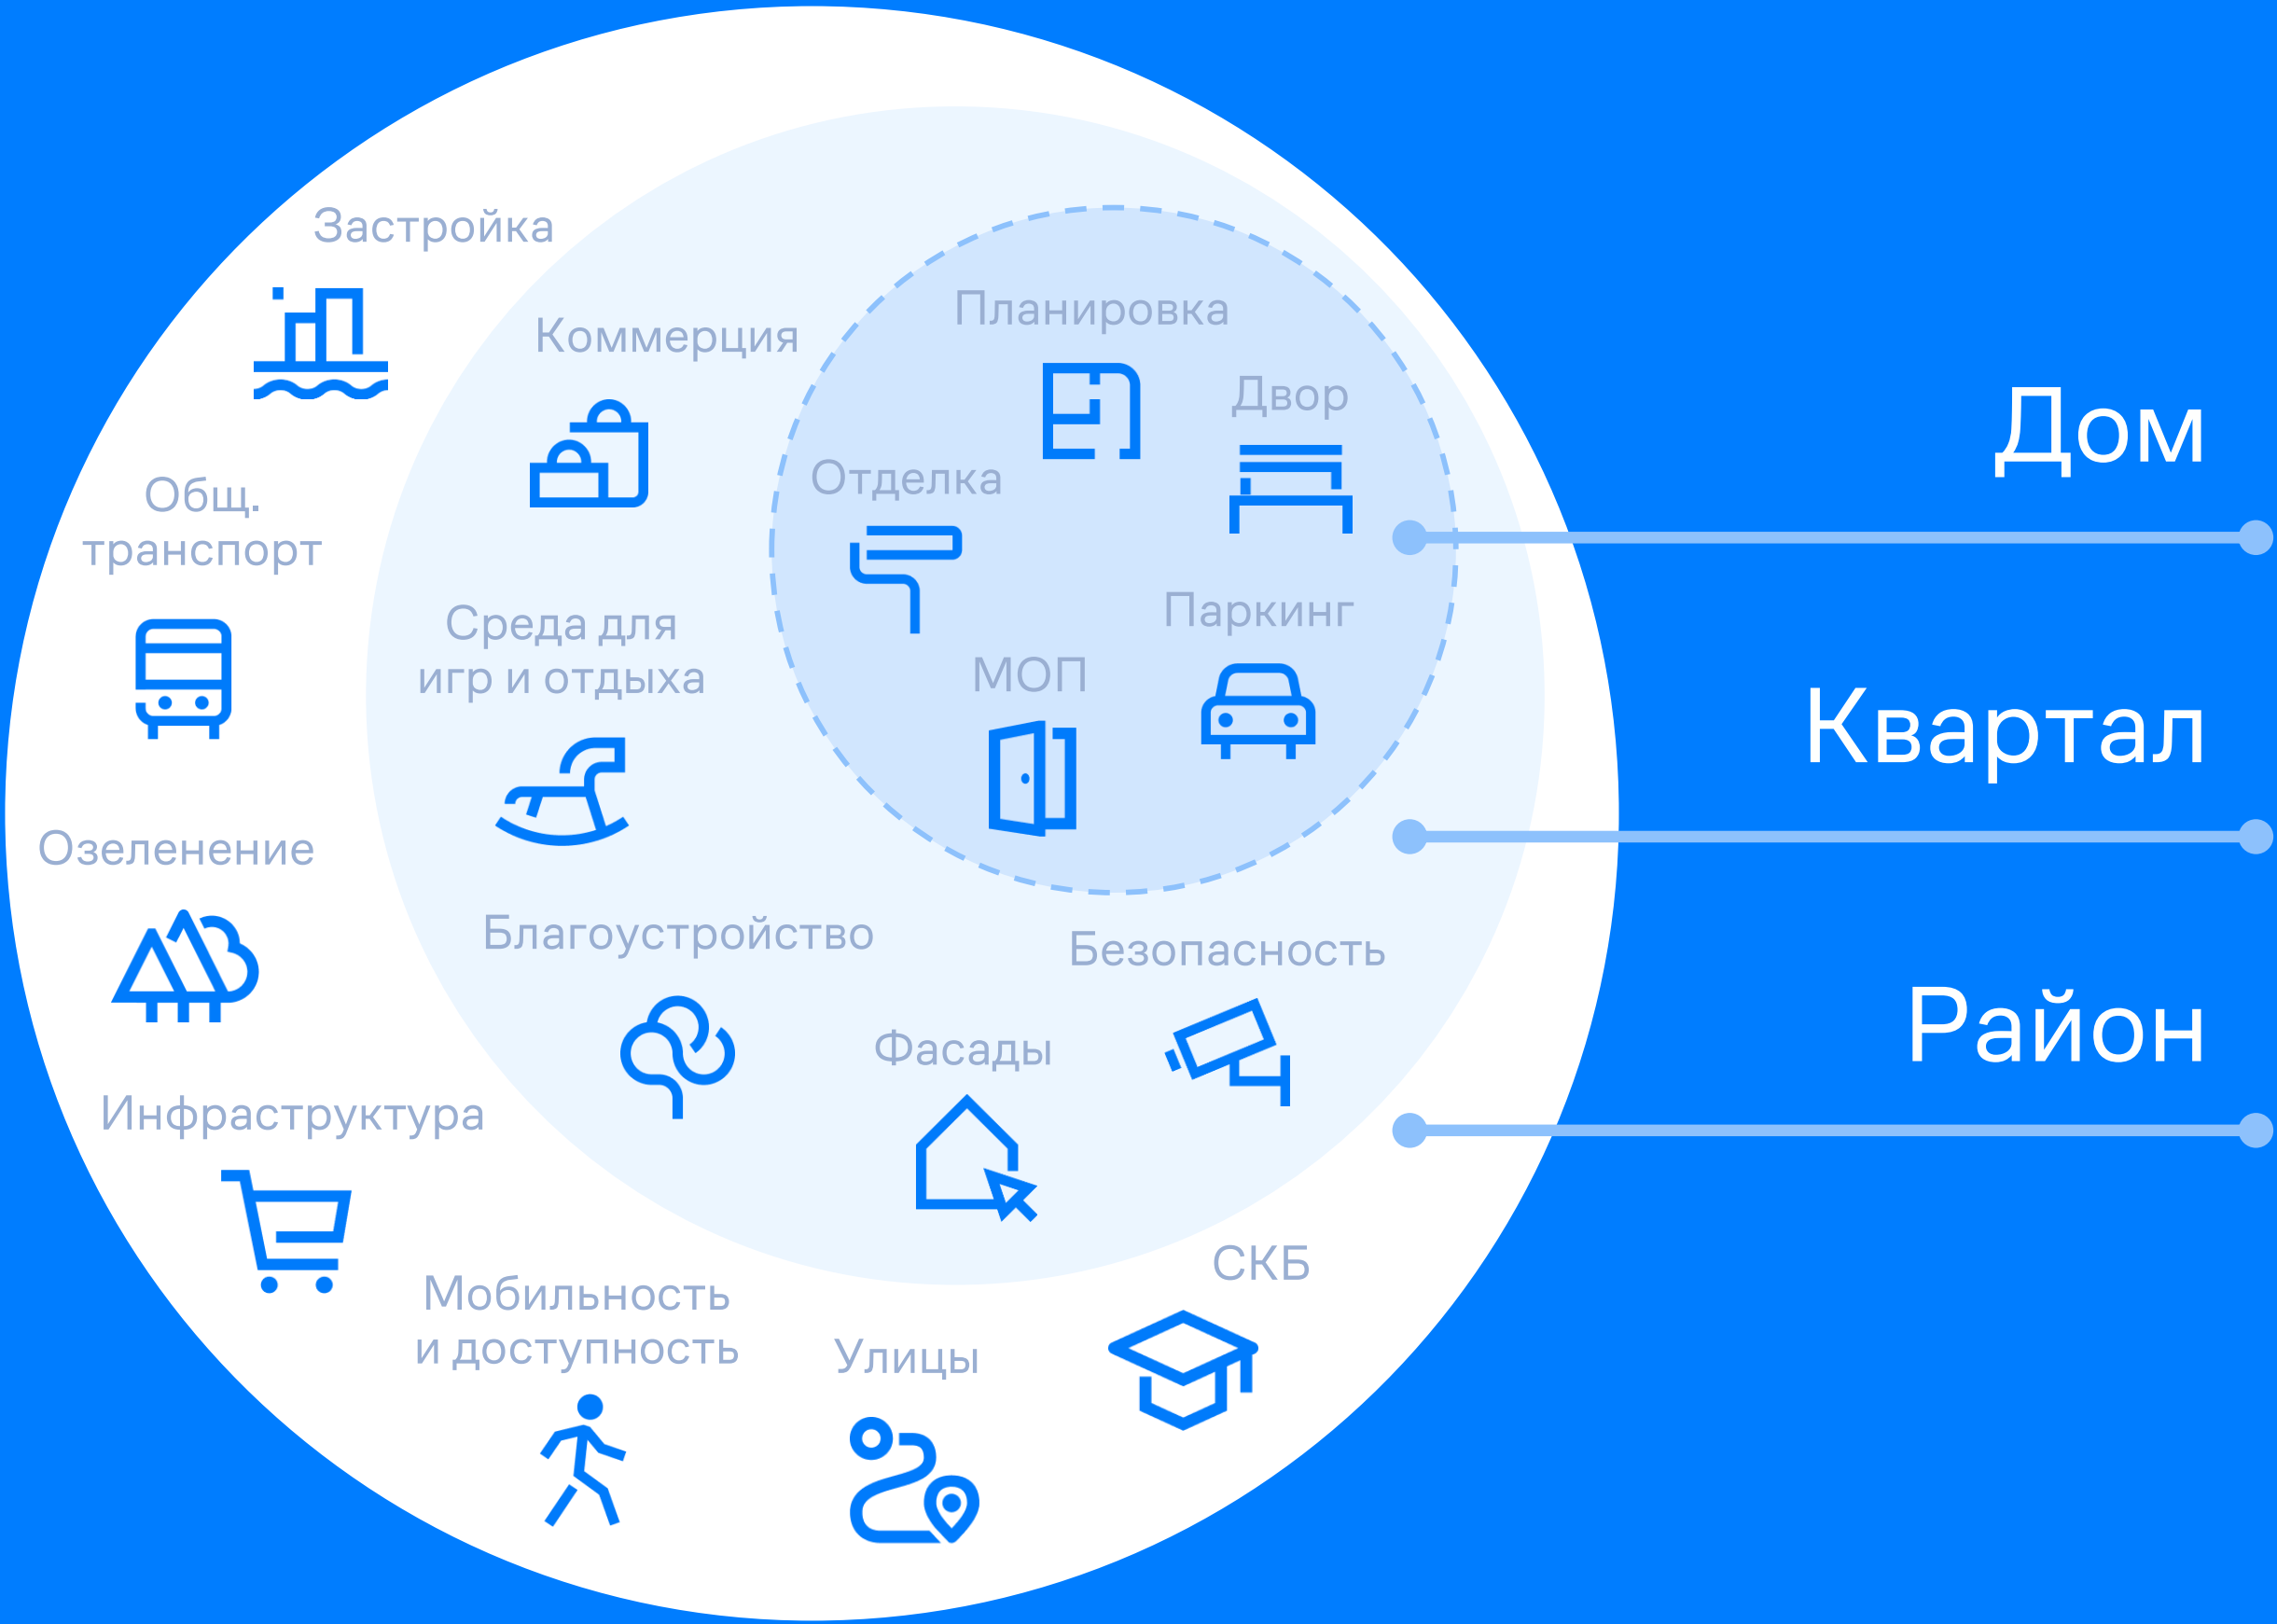 Застройка
Общ.
транспорт
Озеленение
Инфраструктура
Мобильность
и доступность
Улицы
СКБ
Коммерция
Среда для
игр и отдыха
Благоустройство
Фасады
Безопасность
Планировка
Двор
Отделка
Паркинг
МОП
Дом
Квартал
Район